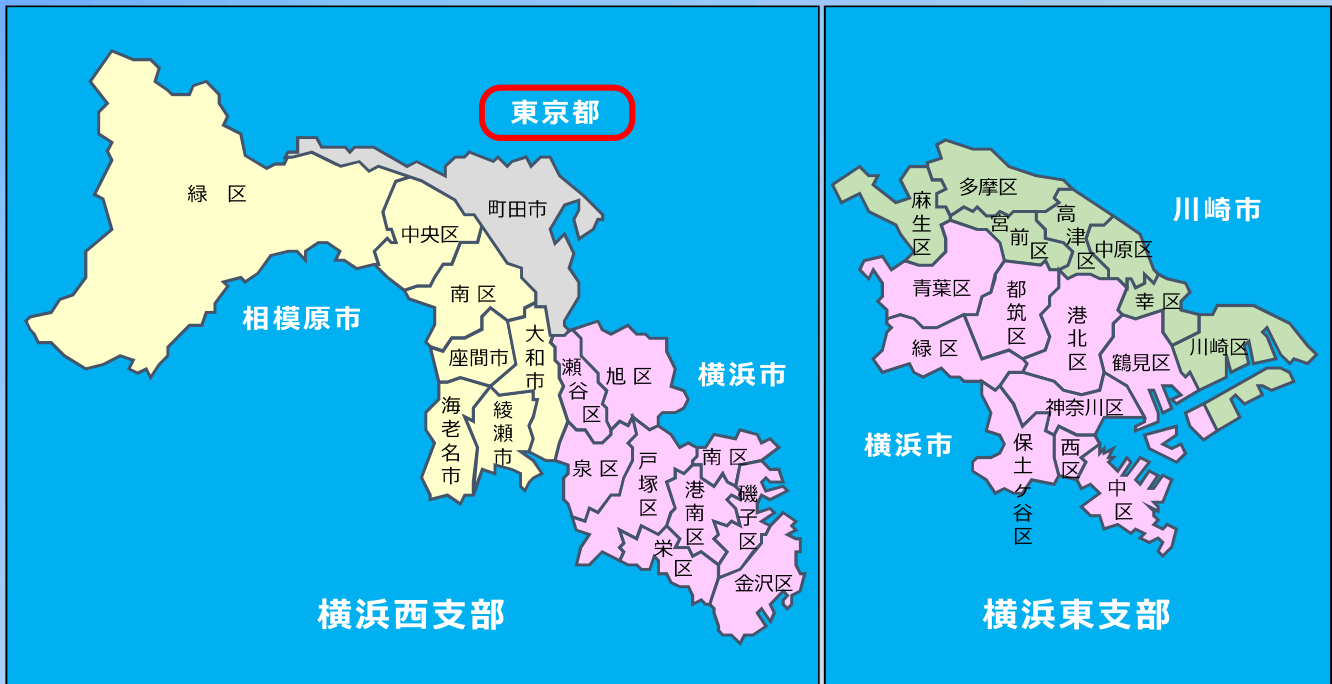 東京都
緑 区
町田市
中央区
南 区
相模原市
座間市
大和市
海老名市
綾瀬市
瀬谷区
旭 区
横浜市
泉 区
戸塚区
南 区
港南区
磯子区
栄区
金沢区
横浜西支部
多摩区
麻生区
宮前区
高津区
中原区
川崎市
青葉区
都筑区
港北区
幸 区
緑 区
鶴見区
川崎区
神奈川区
横浜市
保土ヶ谷区
西区
中区
横浜東支部